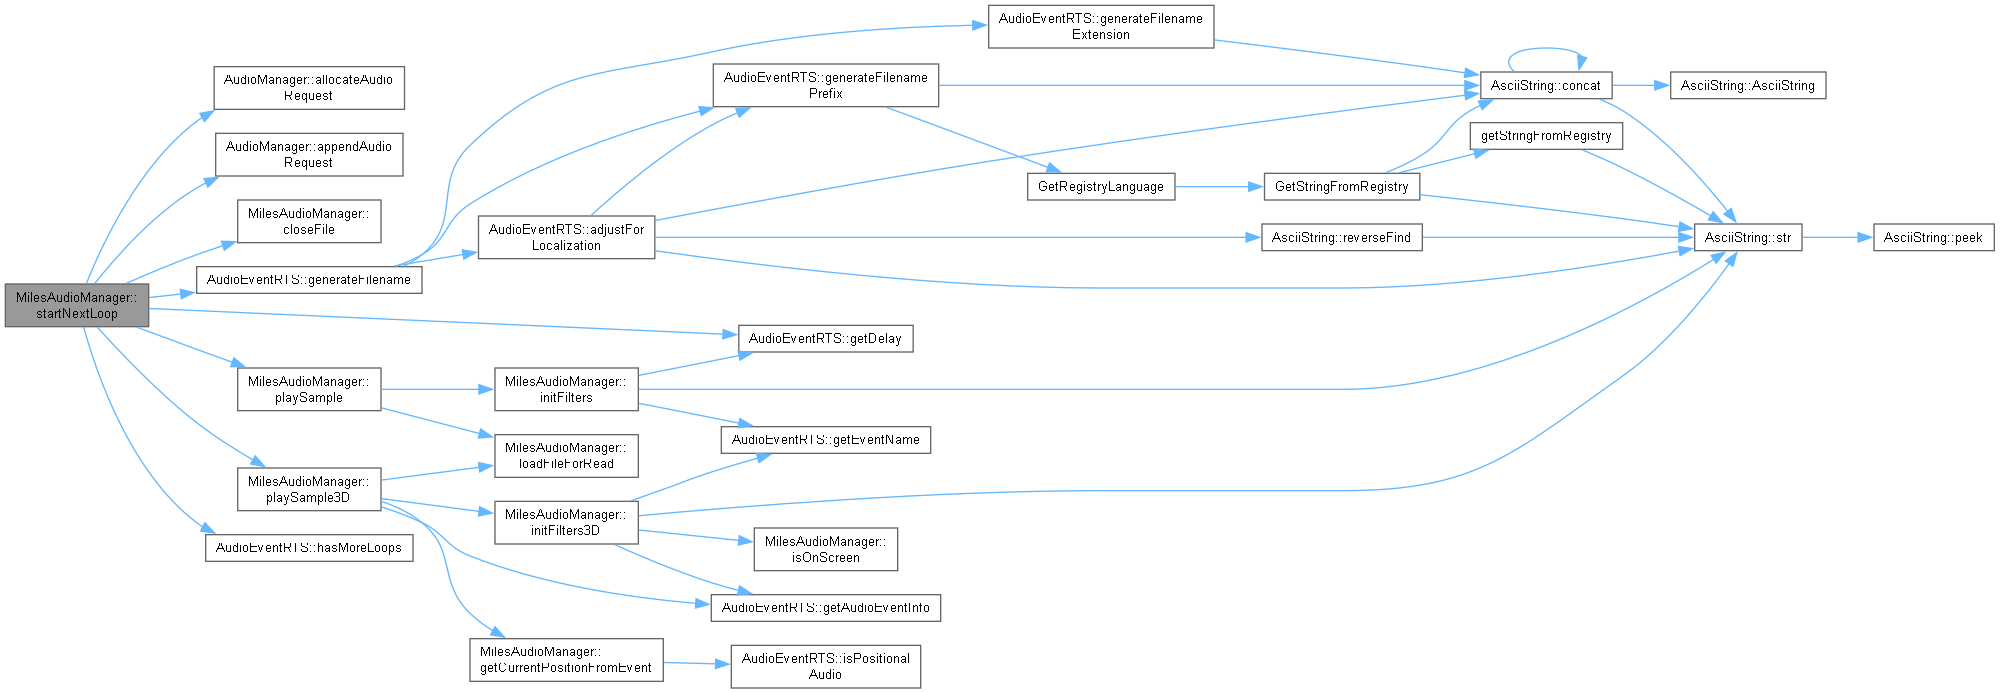 MilesAudioManager::
startNextLoop
AudioManager::allocateAudio
Request
AudioManager::appendAudio
Request
MilesAudioManager::
closeFile
AudioEventRTS::generateFilename
MilesAudioManager::
playSample
MilesAudioManager::
playSample3D
AudioEventRTS::hasMoreLoops
AudioEventRTS::adjustFor
Localization
MilesAudioManager::
initFilters
MilesAudioManager::
loadFileForRead
MilesAudioManager::
initFilters3D
MilesAudioManager::
getCurrentPositionFromEvent
AudioEventRTS::generateFilename
Prefix
AudioEventRTS::getDelay
AudioEventRTS::getEventName
MilesAudioManager::
isOnScreen
AudioEventRTS::getAudioEventInfo
AudioEventRTS::isPositional
Audio
AudioEventRTS::generateFilename
Extension
GetRegistryLanguage
GetStringFromRegistry
AsciiString::reverseFind
AsciiString::concat
getStringFromRegistry
AsciiString::AsciiString
AsciiString::str
AsciiString::peek